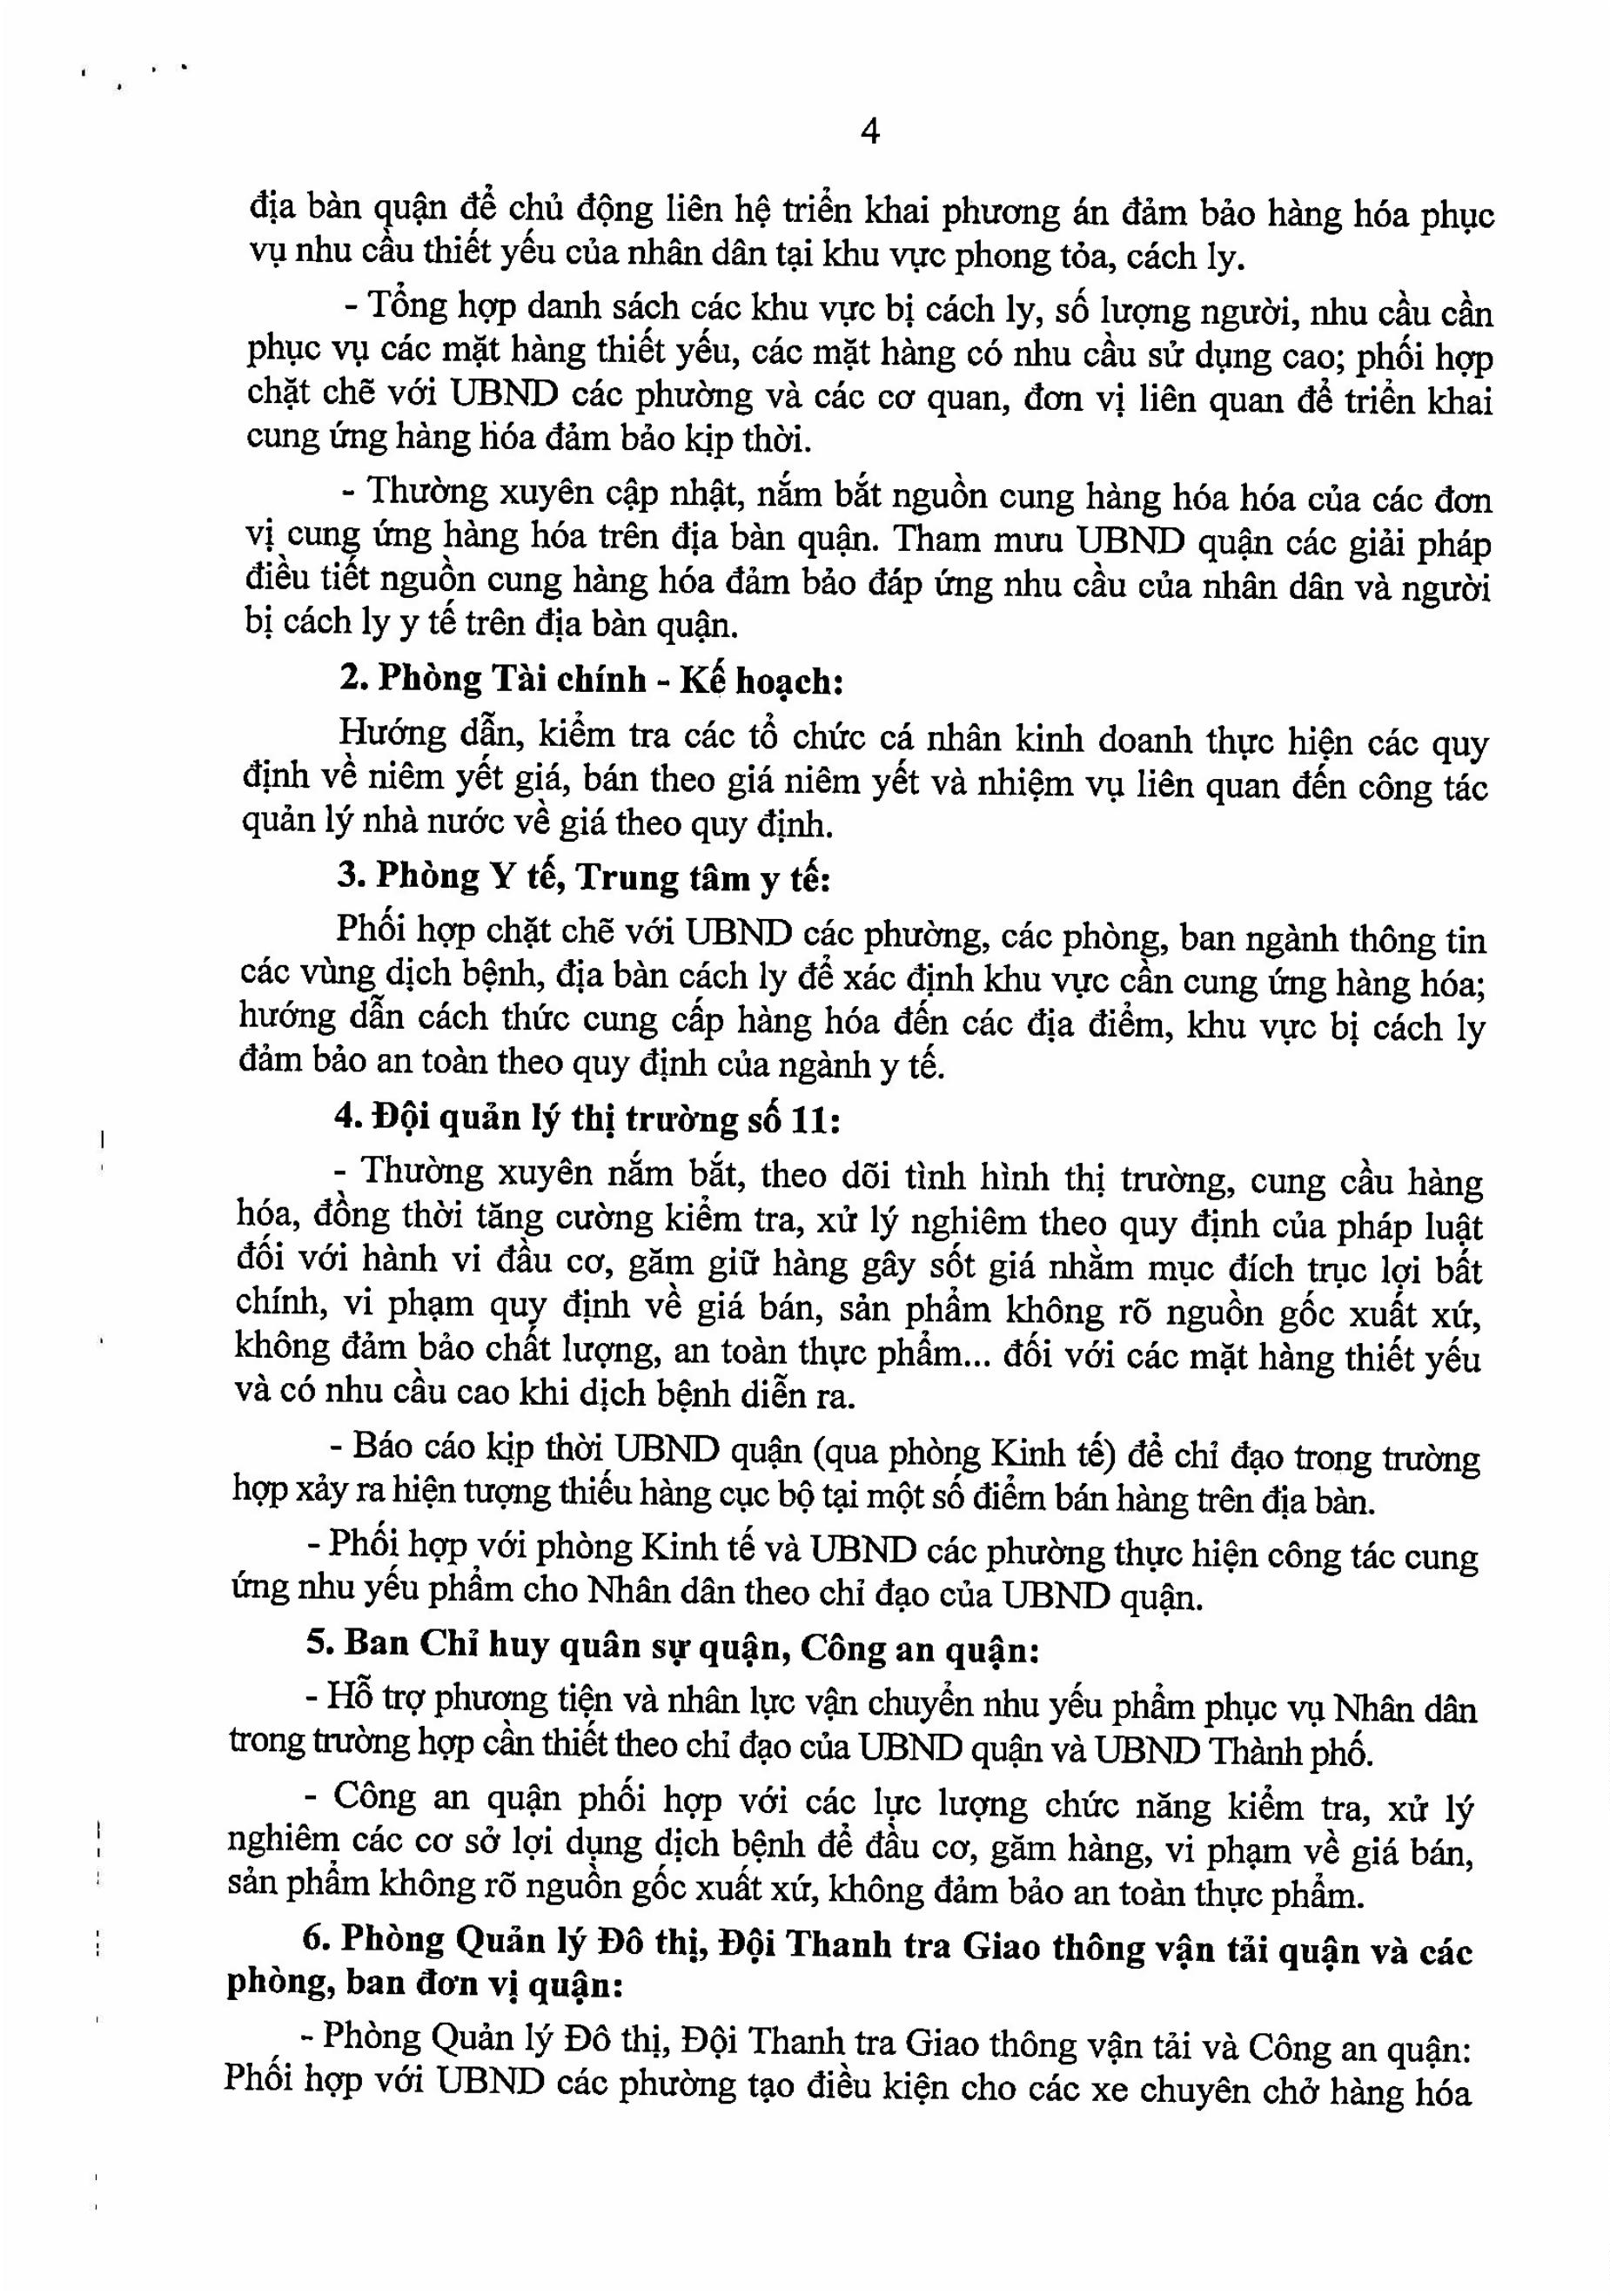 4
địa bàn quận để chủ động liên hệ triển khai phương án đảm bảo hàng hóa phục
vụ nhu cầu thiết yếu của nhân dân tại khu vực phong tỏa, cách ly.
- Tổng hợp danh sách các khu vực bị cách ly, số lượng người, nhu cầu cần
phục vụ các mặt hàng thiết yếu, các mặt hàng có nhu cầu sử dụng cao; phối hợp
chặt chẽ với UBND các phường và các cơ quan, đơn vị liên quan để triển khai
cung ứng hàng hóa đảm bảo kịp thời.
- Thường xuyên cập nhật, nắm bắt nguồn cung hàng hóa hóa của các đơn
vị cung ứng hàng hóa trên địa bàn quận. Tham mưu UBND quận các giải pháp
điều tiết nguồn cung hàng hóa đảm bảo đáp ứng nhu cầu của nhân dân và người
bị cách ly y tế trên địa bàn quận.
2. Phòng Tài chính - Kế hoạch:
Hướng dẫn, kiểm tra các tổ chức cá nhân kinh doanh thực hiện các quy
định về niêm yết giá, bán theo giá niêm yết và nhiệm vụ liên quan đến công tác
quản lý nhà nước về giá theo quy định.
3. Phòng Y tế, Trung tâm y tế:
Phối hợp chặt chẽ với UBND các phường, các phòng, ban ngành thông tin
các vùng dịch bệnh, địa bàn cách ly để xác định khu vực cần cung ứng hàng hóa;
hướng dẫn cách thức cung cấp hàng hóa đến các địa điểm, khu vực bị cách ly
đảm bảo an toàn theo quy định của ngành y tế.
4. Đội quản lý thị trường số 11:
- Thường xuyên nắm bắt, theo dõi tình hình thị trường, cung cầu hàng
hóa, đồng thời tăng cường kiểm tra, xử lý nghiêm theo quy định của pháp luật
đối với hành vi đầu cơ, găm giữ hàng gây sốt giá nhằm mục đích trục lợi bất
chính, vi phạm quy định về giá bán, sản phẩm không rõ nguồn gốc xuất xứ,
không đảm bảo chất lượng, an toàn thực phẩm... đối với các mặt hàng thiết yếu
và có nhu cầu cao khi dịch bệnh diễn ra.
- Báo cáo kịp thời UBND quận (qua phòng Kinh tế) để chỉ đạo trong trường
hợp xảy ra hiện tượng thiếu hàng cục bộ tại một số điểm bán hàng trên địa bàn.
- Phối hợp với phòng Kinh tế và UBND các phường thực hiện công tác cung
ứng nhu yếu phẩm cho Nhân dân theo chỉ đạo của UBND quận.
5. Ban Chỉ huy quân sự quận, Công an quận:
- Hỗ trợ phương tiện và nhân lực vận chuyển nhu yếu phẩm phục vụ Nhân dân
trong trường hợp cần thiết theo chỉ đạo của UBND quận và UBND Thành phố.
- Công an quận phối hợp với các lực lượng chức năng kiểm tra, xử lý
nghiêm các cơ sở lợi dụng dịch bệnh để đầu cơ, găm hàng, vi phạm về giá bán,
sản phẩm không rõ nguồn gốc xuất xứ, không đảm bảo an toàn thực phẩm.
6. Phòng Quản lý Đô thị, Đội Thanh tra Giao thông vận tải quận và các
phòng, ban đơn vị quận:
- Phòng Quản lý Đô thị, Đội Thanh tra Giao thông vận tải và Công an quận:
Phối hợp với UBND các phường tạo điều kiện cho các xe chuyên chở hàng hóa